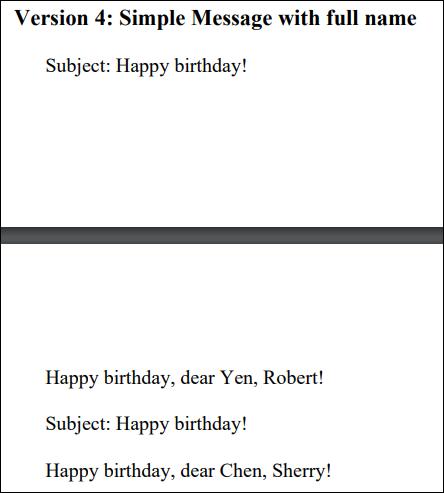 Version 4: Simple Message with full name
Subject: Happy birthday!
Happy birthday, dear Yen, Robert!
Subject: Happy birthday!
Happy birthday, dear Chen, Sherry!